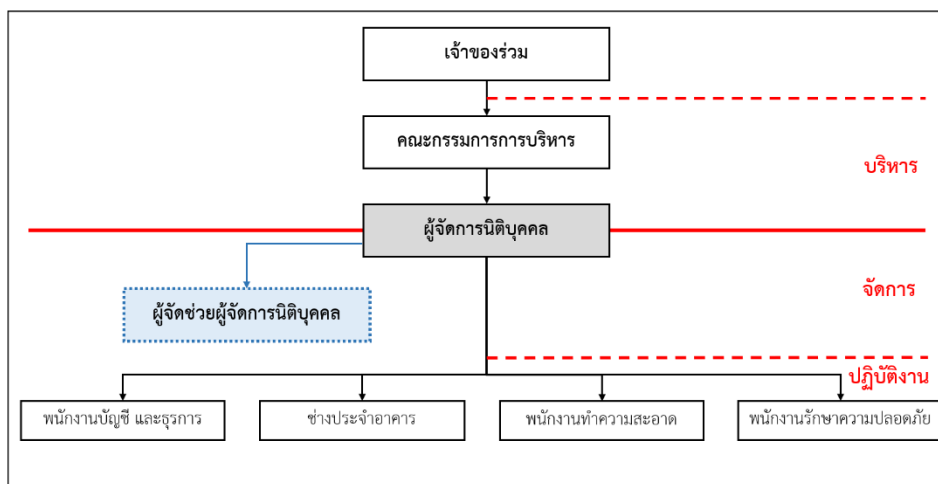 เจ้าของร่วม
คณะกรรมการการบริหาร
บริหาร
ผู้จัดการนิติบุคคล
จัดการ
ผู้จัดช่วยผู้จัดการนิติบุคคล
ปฏิบัติงาน
พนักงานบัญชี และธุรการ
ช่างประจำอาคาร
พนักงานทำความสะอาด
พนักงานรักษาความปลอดภัย